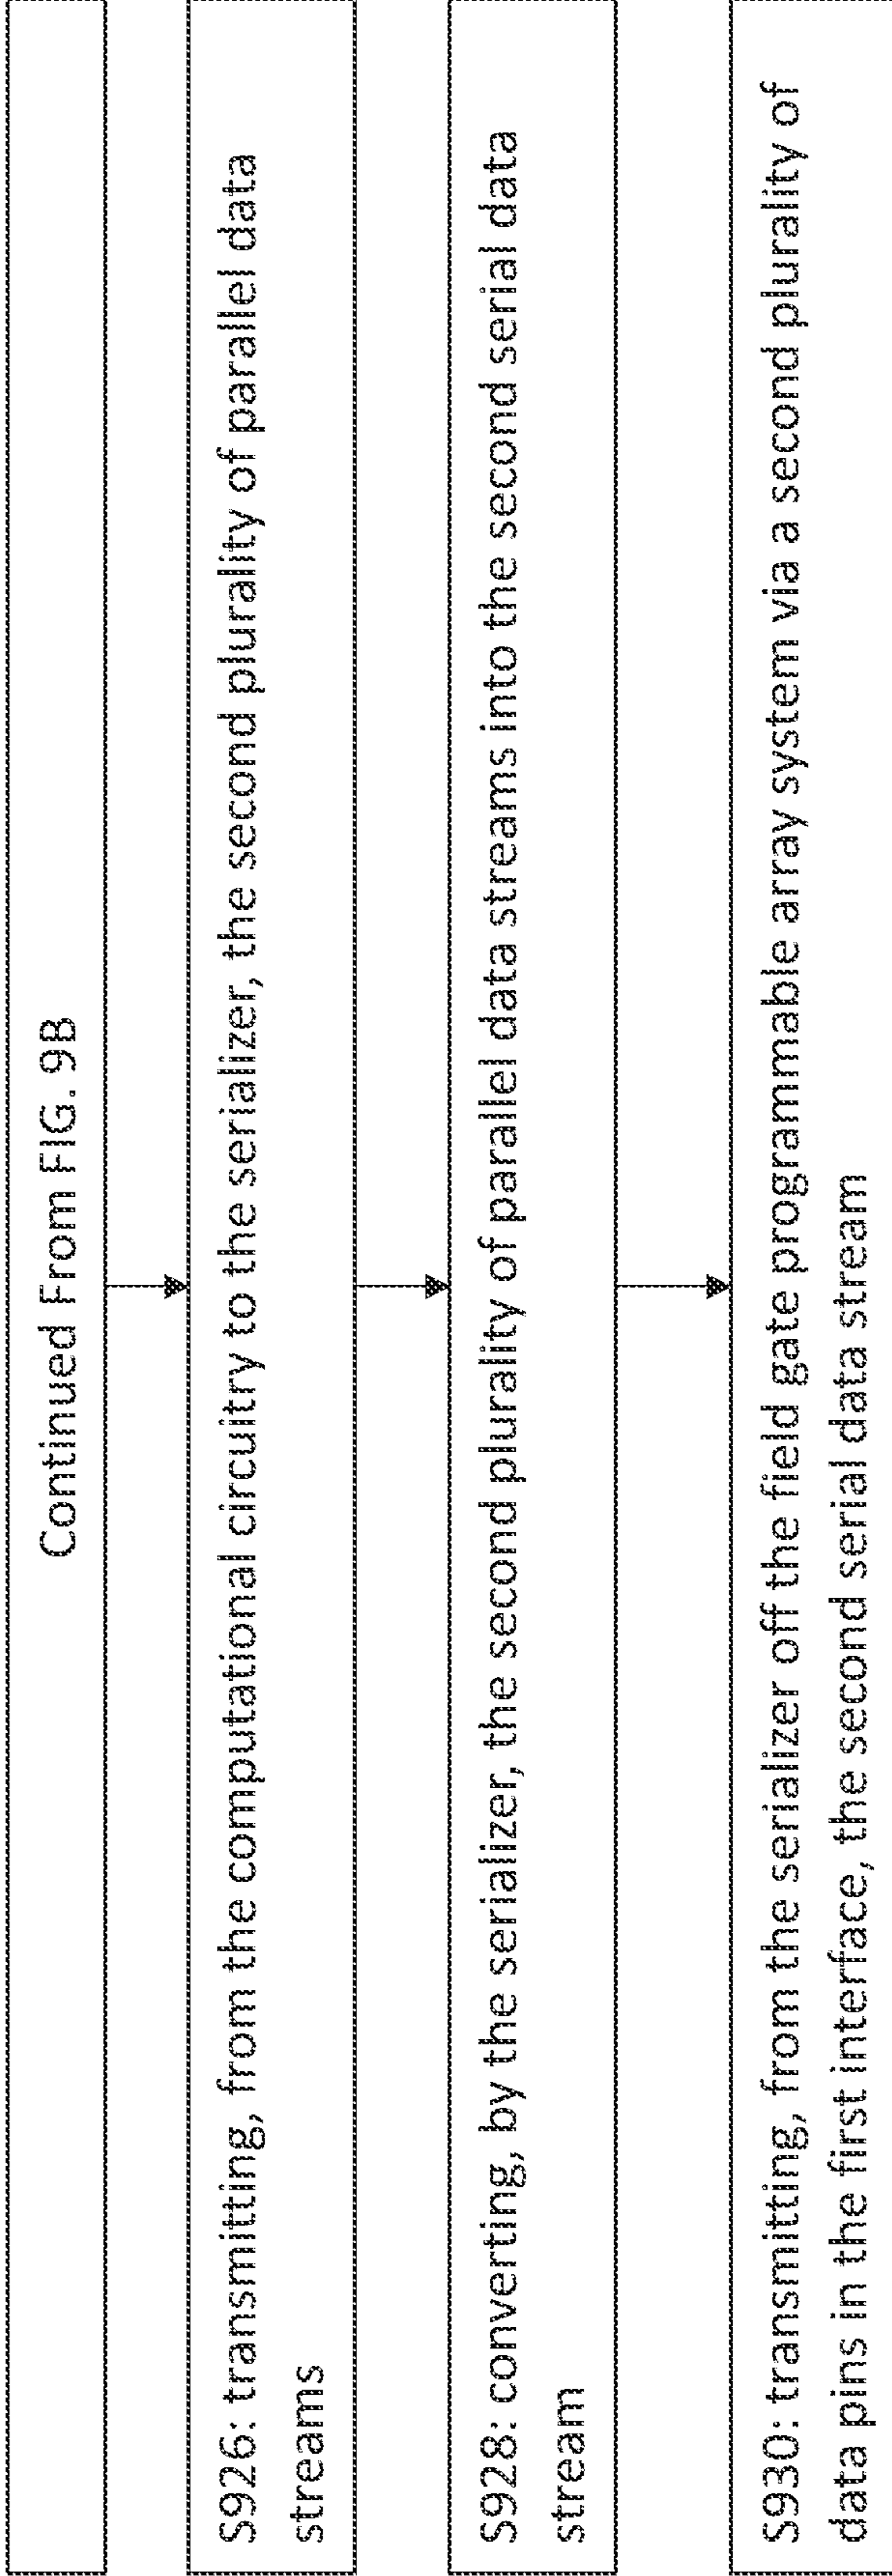 Continued From FIG. 9B
S926: transmitting, from the computational circuitry to the serializer, the second plurality of parallel data
streams
S928: converting, by the serializer, the second plurality of parallel data streams into the second serial data
stream
S930: transmitting, from the serializer off the field gate programmable array system via a second plurality of
data pins in the first interface, the second serial data stream